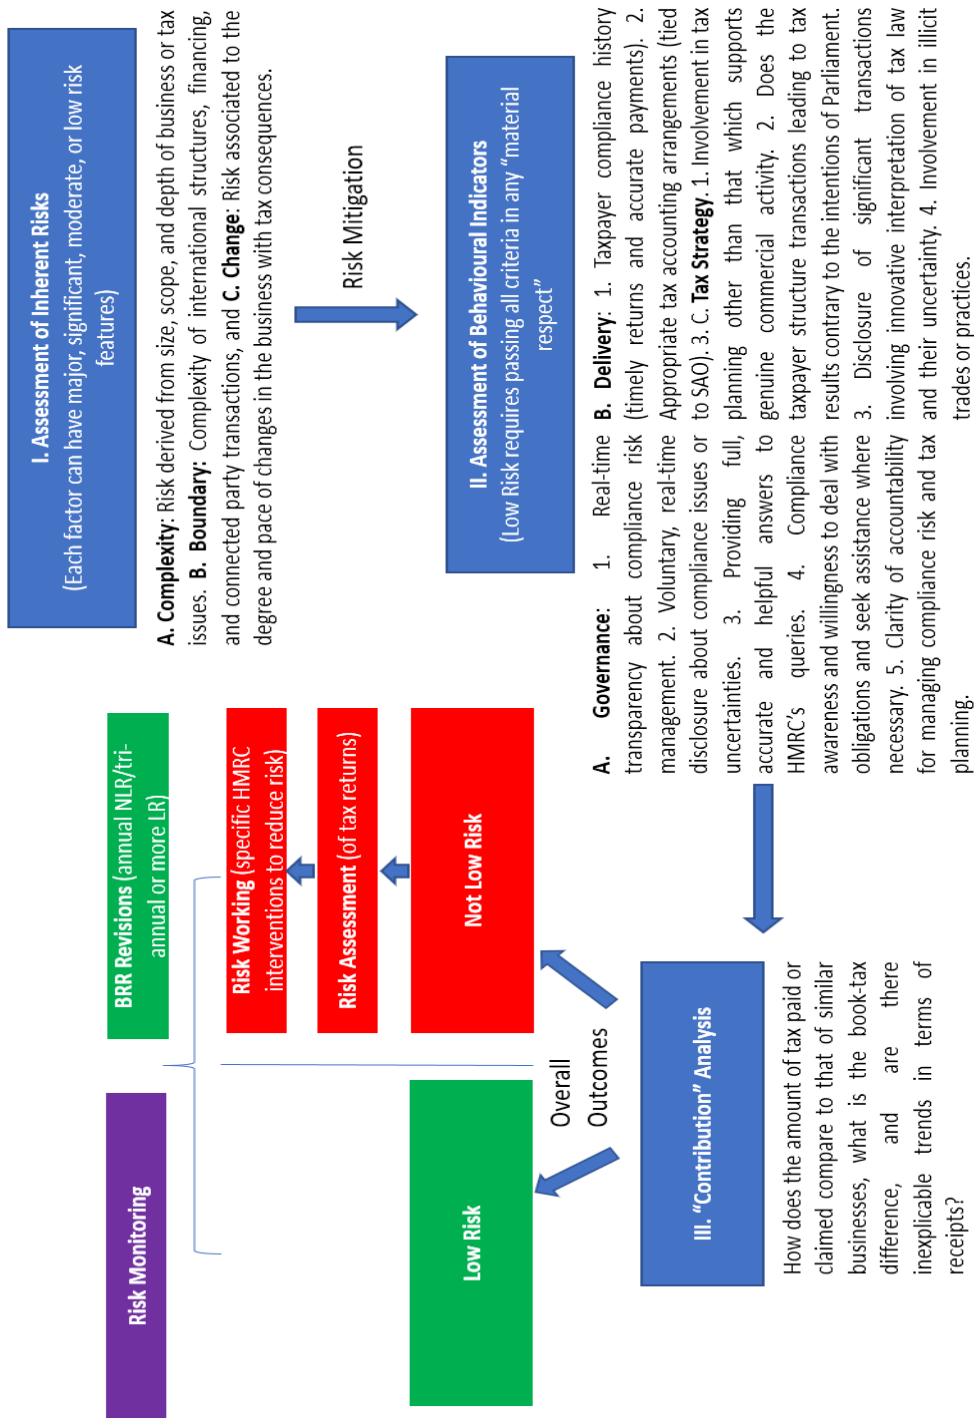 I. Assessment of Inherent Risks
(Each factor can have major, significant, moderate, or low risk
features)
A. Complexity: Risk derived from size, scope, and depth of business or tax
issues. B. Boundary: Complexity of international structures, financing,
and connected party transactions, and C. Change: Risk associated to the
degree and pace of changes in the business with tax consequences.
Risk Mitigation
II. Assessment of Behavioural Indicators
(Low Risk requires passing all criteria in any “material
respect”
A. Governance: 1. Real-time
transparency about compliance risk
management. 2. Voluntary, real-time
disclosure about compliance issues or
uncertainties. 3. Providing full,
accurate and helpful answers to
HMRC’s queries. 4. Compliance
awareness and willingness to deal with
obligations and seek assistance where
necessary. 5. Clarity of accountability
for managing compliance risk and tax
planning.
B. Delivery: 1. Taxpayer compliance history
(timely returns and accurate payments). 2.
Appropriate tax accounting arrangements (tied
to SAO). 3. C. Tax Strategy. 1. Involvement in tax
planning other than that which supports
genuine commercial activity. 2. Does the
taxpayer structure transactions leading to tax
results contrary to the intentions of Parliament.
3. Disclosure of significant transactions
involving innovative interpretation of tax law
and their uncertainty. 4. Involvement in illicit
trades or practices.
III. “Contribution” Analysis
How does the amount of tax paid or
claimed compare to that of similar
businesses, what is the book-tax
difference, and are there
inexplicable trends in terms of
receipts?
Overall
Outcomes
Low Risk
Not Low Risk
Risk Assessment (of tax returns)
Risk Working (specific HMRC
interventions to reduce risk)
Risk Monitoring
BRR Revisions (annual NLR/tri-
annual or more LR)